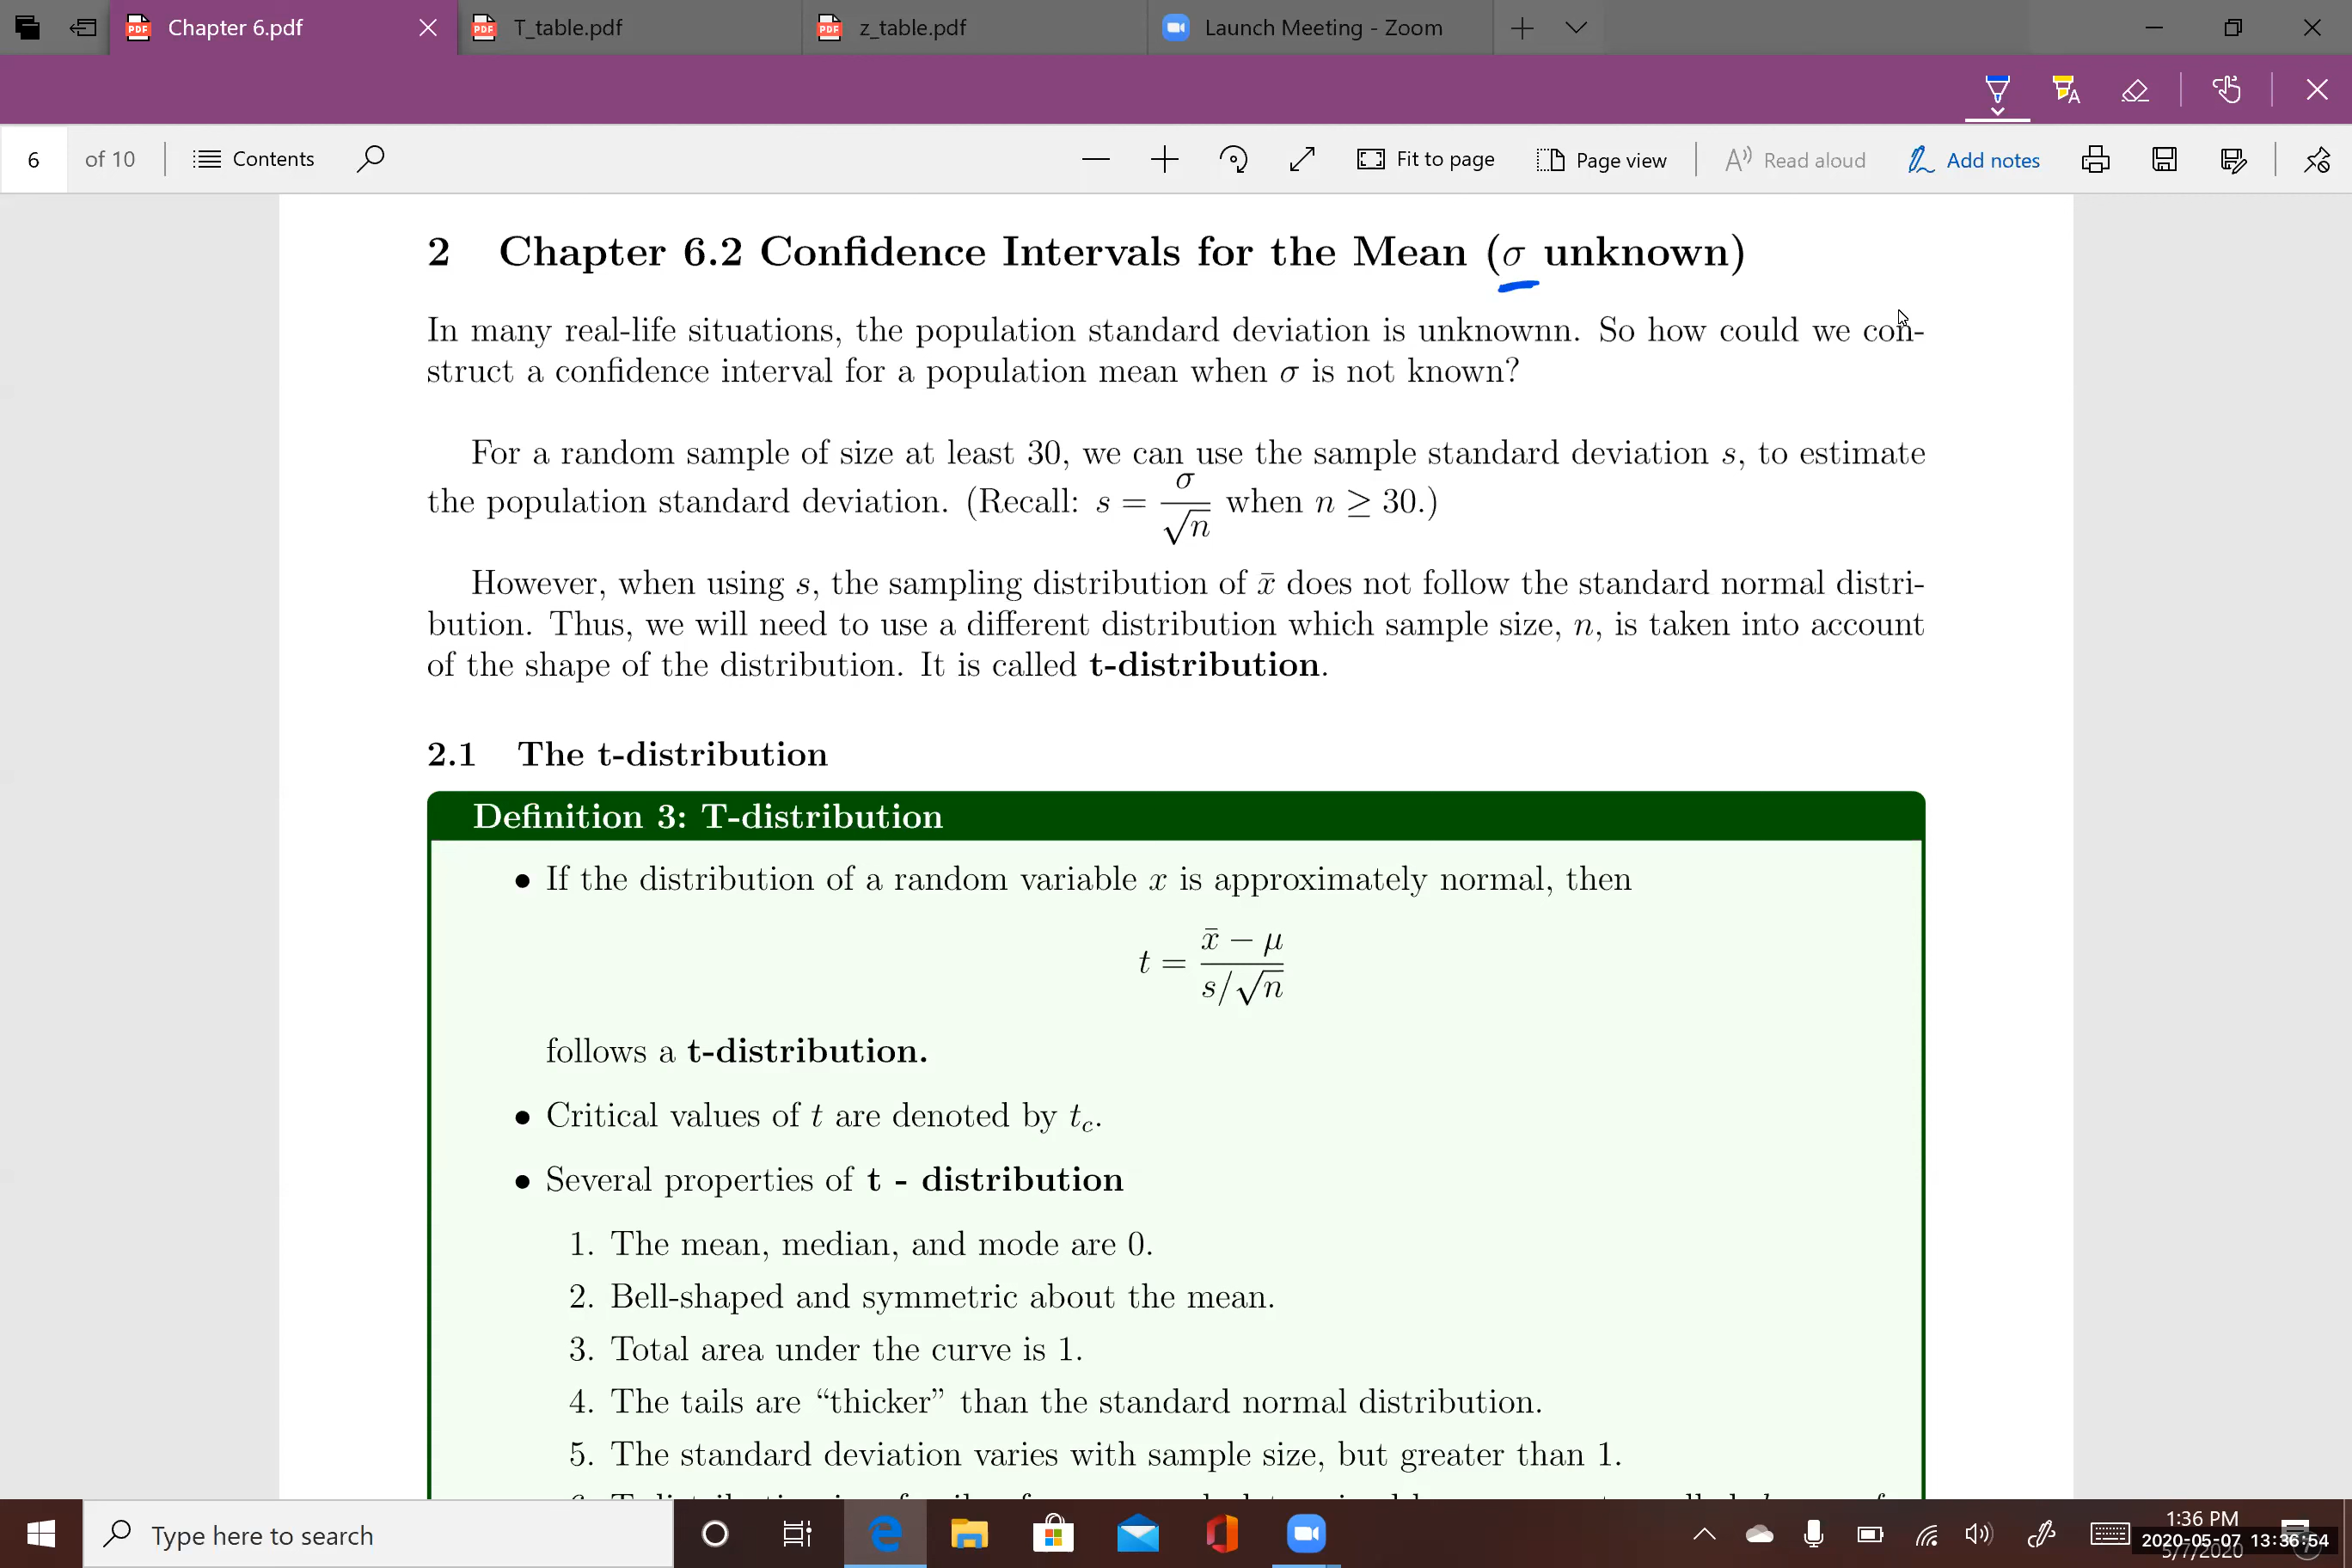 Chapter 6.pdf
T_table.pdf
z_table.pdf
Launch Meeting - Zoom
6 of 10 Contents Fit to page Page view Read aloud Add notes
2 Chapter 6.2 Confidence Intervals for the Mean (σ unknown)
In many real-life situations, the population standard deviation is unknownn. So how could we con-
struct a confidence interval for a population mean when σ is not known?
For a random sample of size at least 30, we can use the sample standard deviation s, to estimate
the population standard deviation. (Recall: s = σ/√n when n ≥ 30.)
However, when using s, the sampling distribution of x̄ does not follow the standard normal distri-
bution. Thus, we will need to use a different distribution which sample size, n, is taken into account
of the shape of the distribution. It is called t-distribution.
2.1 The t-distribution
Definition 3: T-distribution
• If the distribution of a random variable x is approximately normal, then
t = (x̄ − μ)/(s/√n)
follows a t-distribution.
• Critical values of t are denoted by t_c.
• Several properties of t - distribution
1. The mean, median, and mode are 0.
2. Bell-shaped and symmetric about the mean.
3. Total area under the curve is 1.
4. The tails are “thicker” than the standard normal distribution.
5. The standard deviation varies with sample size, but greater than 1.
Type here to search
1:36 PM
2020-05-07 13:36:54
5/7/2020